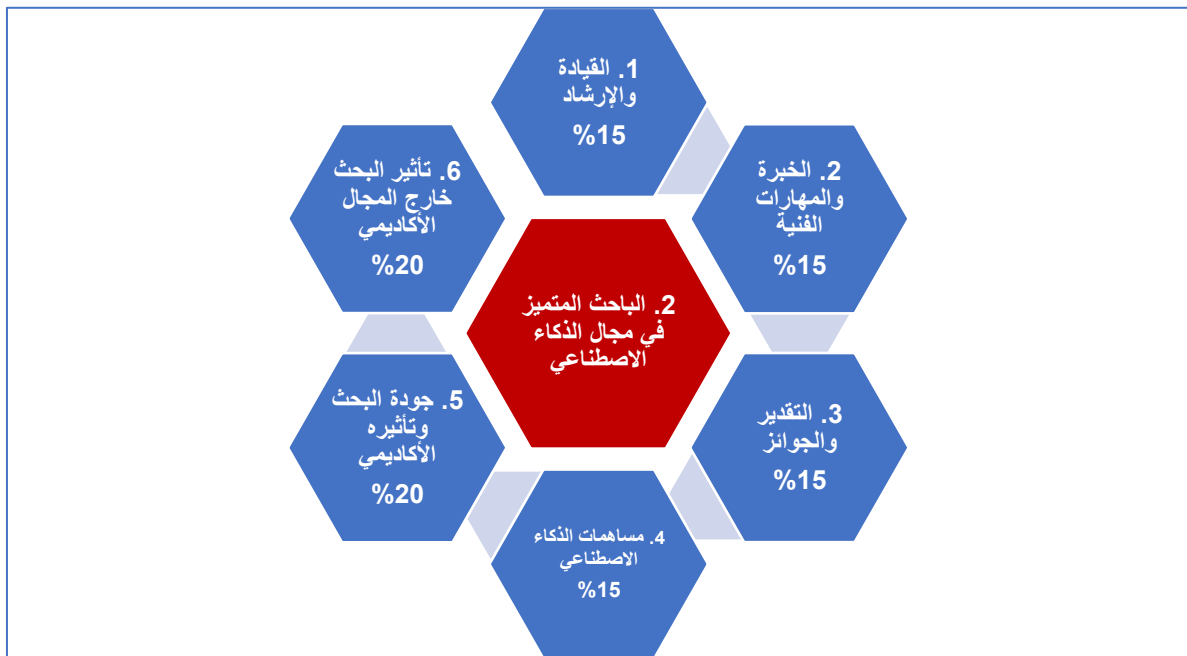 1. القيادة
والإرشاد
%15
2. الخبرة
والمهارات
الفنية
%15
3. التقدير
والجوائز
%15
4. مساهمات الذكاء
الاصطناعي
%15
5. جودة البحث
وتأثيره
الأكاديمي
%20
6. تأثير البحث
خارج المجال
الأكاديمي
%20
2. الباحث المتميز
في مجال الذكاء
الاصطناعي